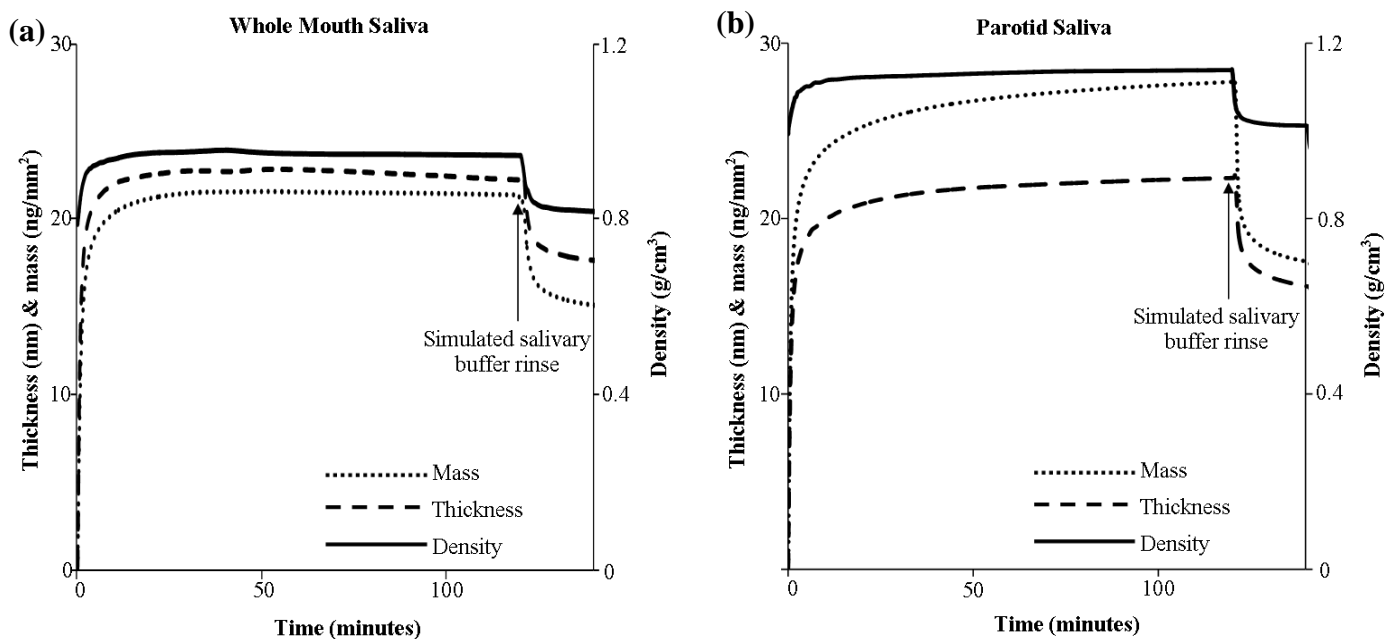 (a)
Whole Mouth Saliva
30
20
10
0
Thickness (nm) & mass (ng/mm²)
1.2
0.8
0.4
0
Density (g/cm³)
Simulated salivary
buffer rinse
Mass
Thickness
Density
0
50
100
Time (minutes)
(b)
Parotid Saliva
30
20
10
0
Thickness (nm) & mass (ng/mm²)
1.2
0.8
0.4
0
Density (g/cm³)
Simulated salivary
buffer rinse
Mass
Thickness
Density
0
50
100
Time (minutes)